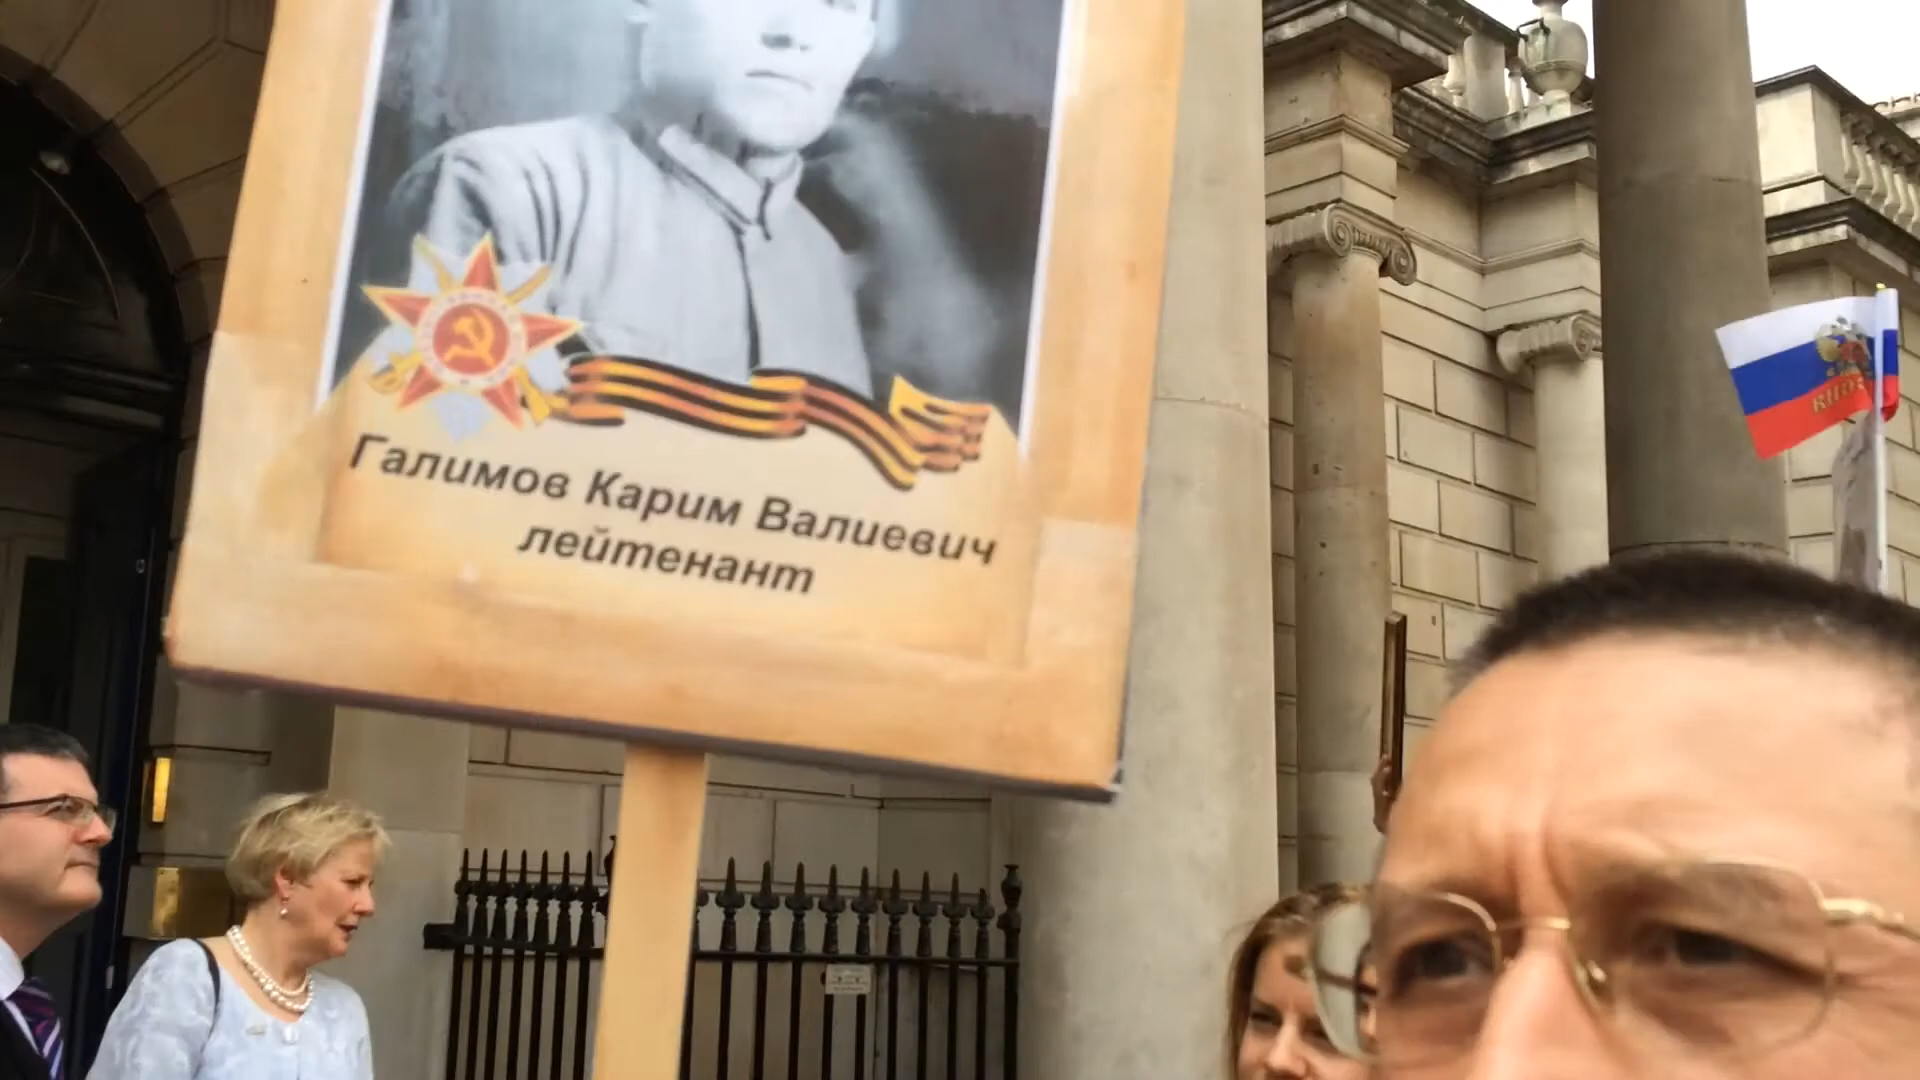 Галимов Карим Валиевич
лейтенант